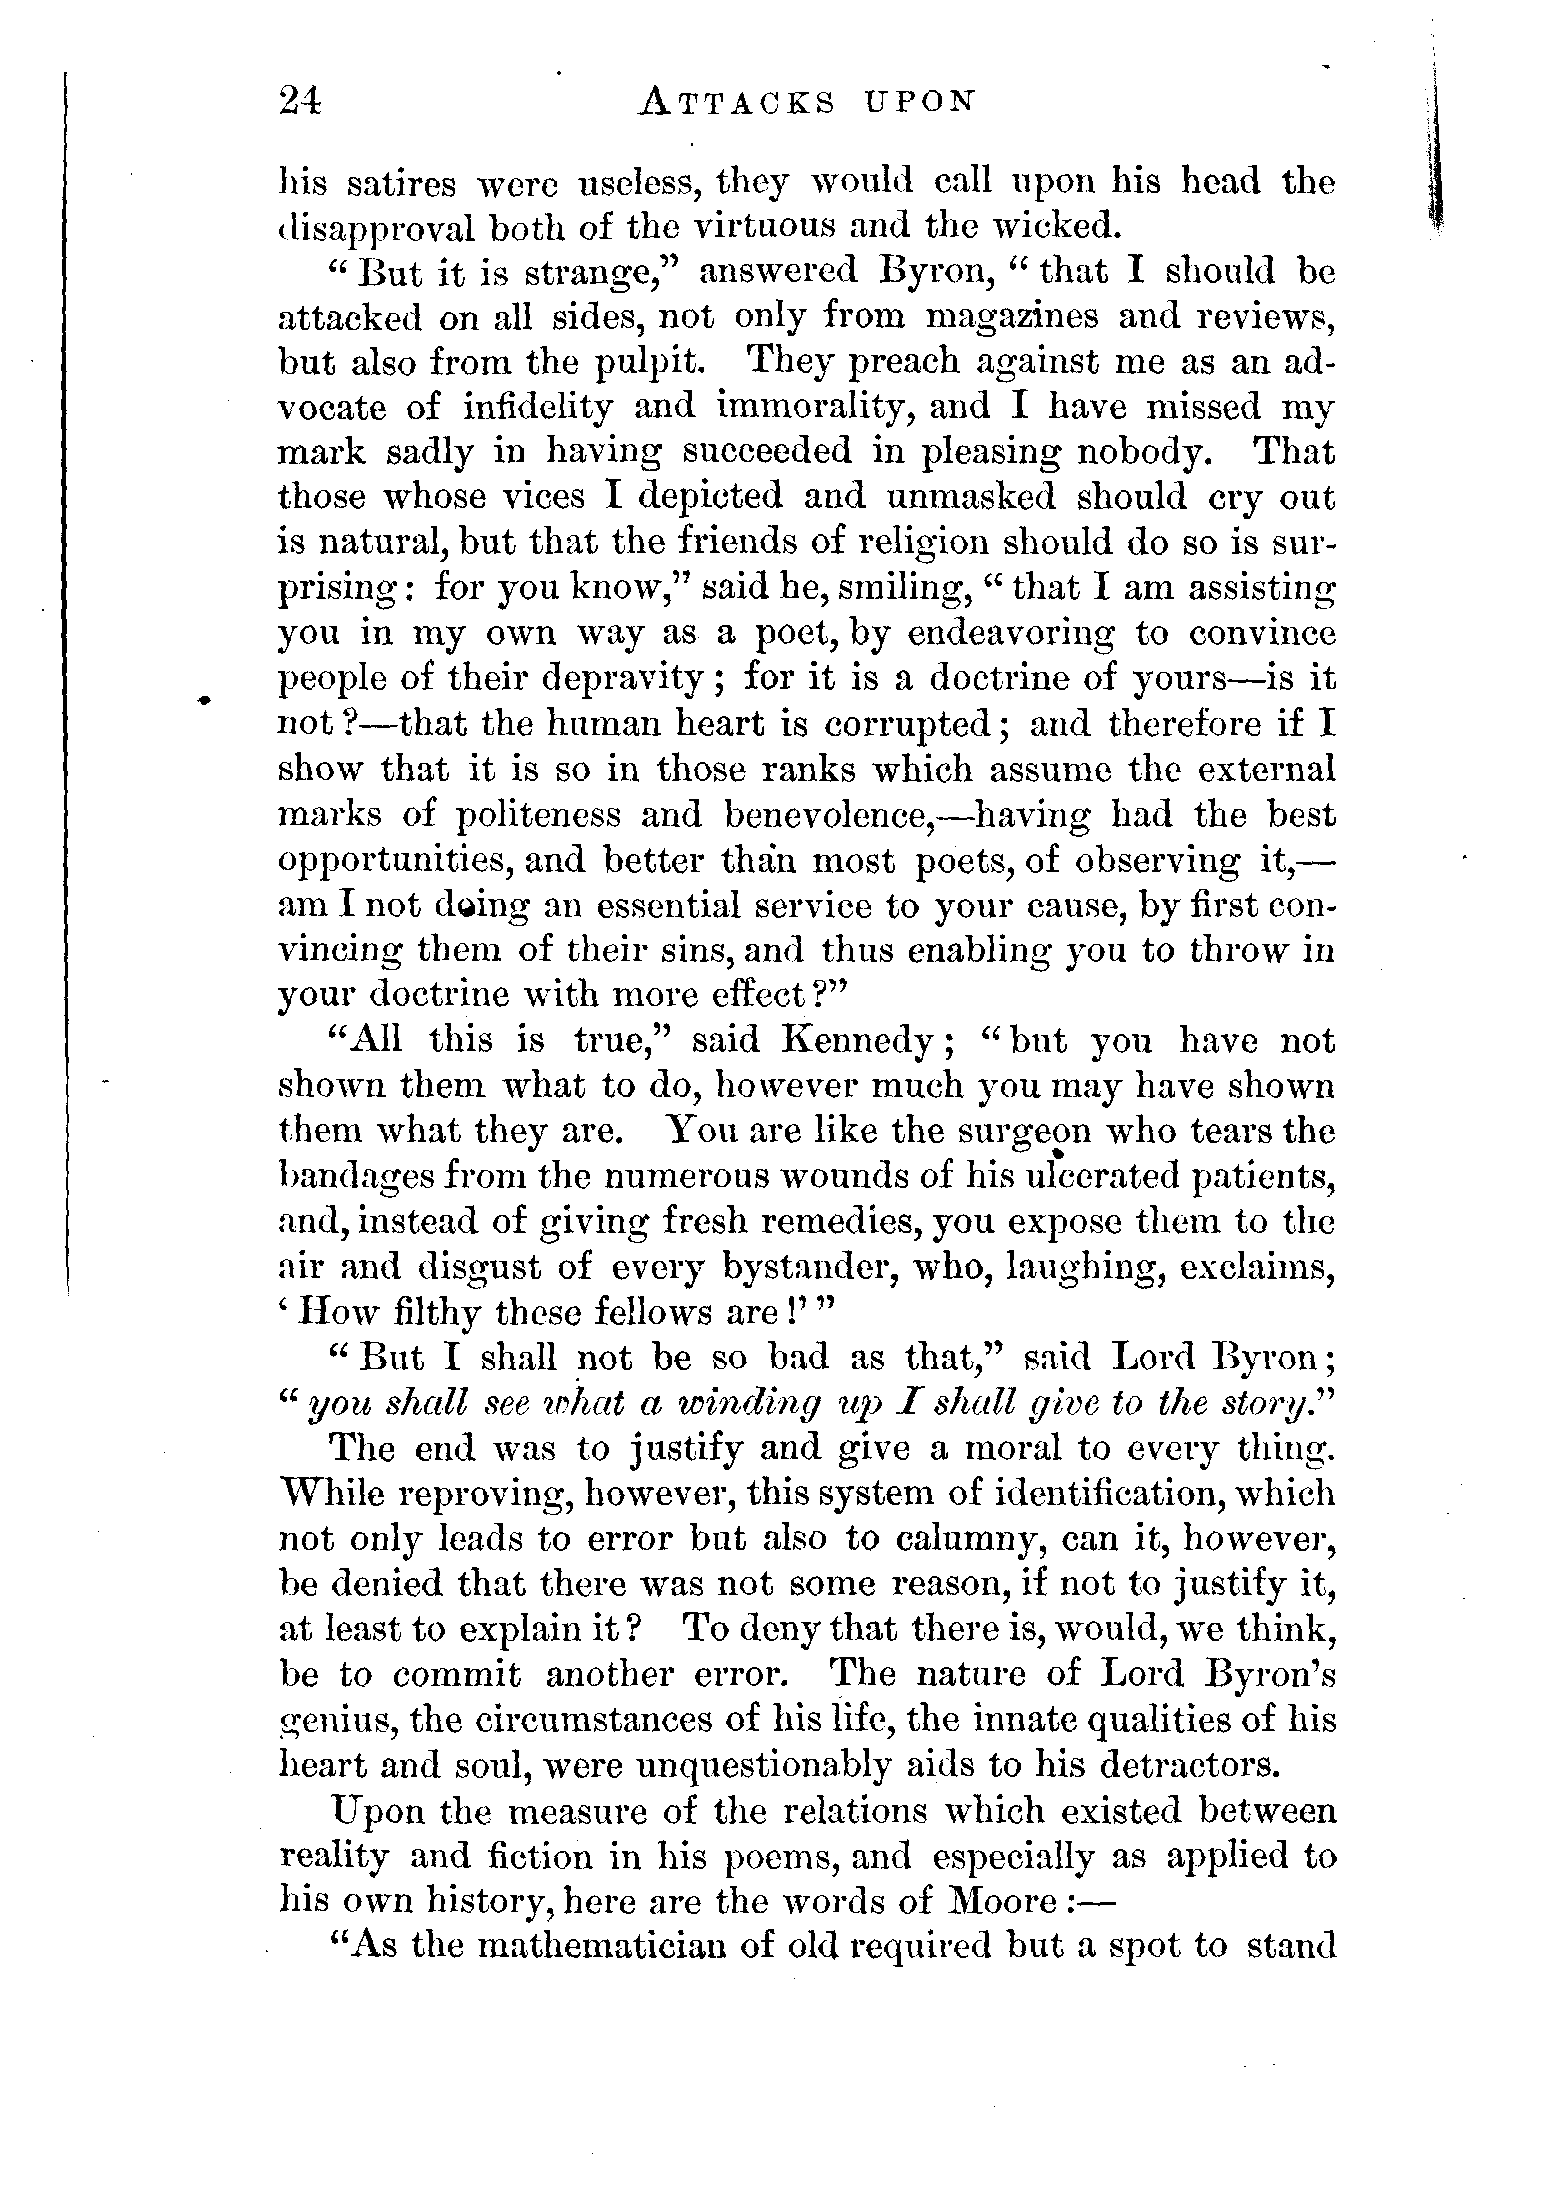 24 ATTACKS UPON
his satires were useless, they would call upon his head the
disapproval both of the virtuous and the wicked.
“But it is strange,” answered Byron, “that I should be
attacked on all sides, not only from magazines and reviews,
but also from the pulpit. They preach against me as an ad-
vocate of infidelity and immorality, and I have missed my
mark sadly in having succeeded in pleasing nobody. That
those whose vices I depicted and unmasked should cry out
is natural, but that the friends of religion should do so is sur-
prising: for you know,” said he, smiling, “that I am assisting
you in my own way as a poet, by endeavoring to convince
people of their depravity; for it is a doctrine of yours—is it
not?—that the human heart is corrupted; and therefore if I
show that it is so in those ranks which assume the external
marks of politeness and benevolence,—having had the best
opportunities, and better than most poets, of observing it,—
am I not doing an essential service to your cause, by first con-
vincing them of their sins, and thus enabling you to throw in
your doctrine with more effect?”
“All this is true,” said Kennedy; “but you have not
shown them what to do, however much you may have shown
them what they are. You are like the surgeon who tears the
bandages from the numerous wounds of his ulcerated patients,
and, instead of giving fresh remedies, you expose them to the
air and disgust of every bystander, who, laughing, exclaims,
‘How filthy these fellows are!’”
“But I shall not be so bad as that,” said Lord Byron;
“you shall see what a winding up I shall give to the story.”
The end was to justify and give a moral to every thing.
While reproving, however, this system of identification, which
not only leads to error but also to calumny, can it, however,
be denied that there was not some reason, if not to justify it,
at least to explain it? To deny that there is, would, we think,
be to commit another error. The nature of Lord Byron’s
genius, the circumstances of his life, the innate qualities of his
heart and soul, were unquestionably aids to his detractors.
Upon the measure of the relations which existed between
reality and fiction in his poems, and especially as applied to
his own history, here are the words of Moore:—
“As the mathematician of old required but a spot to stand